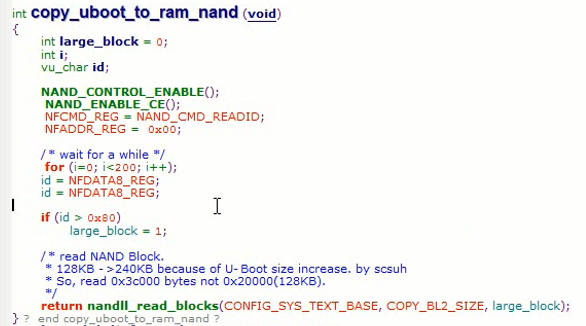 int copy_uboot_to_ram_nand (void)
{
int large_block = 0;
int i;
vu_char id;
NAND_CONTROL_ENABLE();
NAND_ENABLE_CE();
NFCMD_REG = NAND_CMD_READID;
NFADDR_REG = 0x00;
/* wait for a while */
for (i=0; i<200; i++);
id = NFDATA8_REG;
id = NFDATA8_REG;
if (id > 0x80)
large_block = 1;
/* read NAND Block.
* 128KB ->240KB because of U-Boot size increase. by scsuh
* So, read 0x3c000 bytes not 0x20000(128KB).
*/
return nandll_read_blocks(CONFIG_SYS_TEXT_BASE, COPY_BL2_SIZE, large_block);
} ? end copy_uboot_to_ram_nand ?